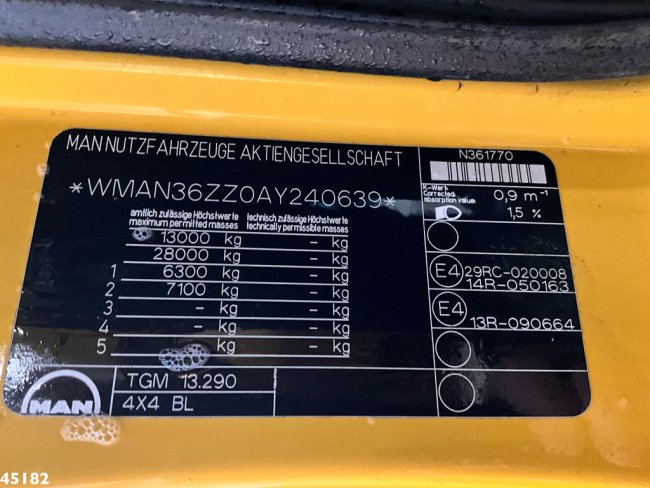 MAN NUTZFAHRZEUGE AKTIENGESELLSCHAFT
N361770
*WMAN36ZZ0AY240639*
K-Wert:
Corrected
absorption value:
0,9 m⁻¹
1,5 %
amtlich zulässige Höchstwerte technisch zulässige Höchstwerte
maximum permitted masses technically permissible masses
13000 kg - kg
28000 kg - kg
1 6300 kg - kg
2 7100 kg - kg
3 - kg - kg
4 - kg - kg
5 kg - kg
E4 29RC-020008
14R-050163
E4 13R-090664
MAN
TGM 13.290
4X4 BL
45182